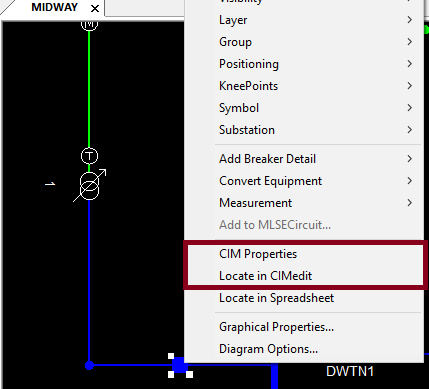 MIDWAY
Visibility
Layer
Group
Positioning
KneePoints
Symbol
Substation
Add Breaker Detail
Convert Equipment
Measurement
Add to MLSECircuit...
CIM Properties
Locate in CIMedit
Locate in Spreadsheet
Graphical Properties...
Diagram Options...
M
T
1
DWTN1